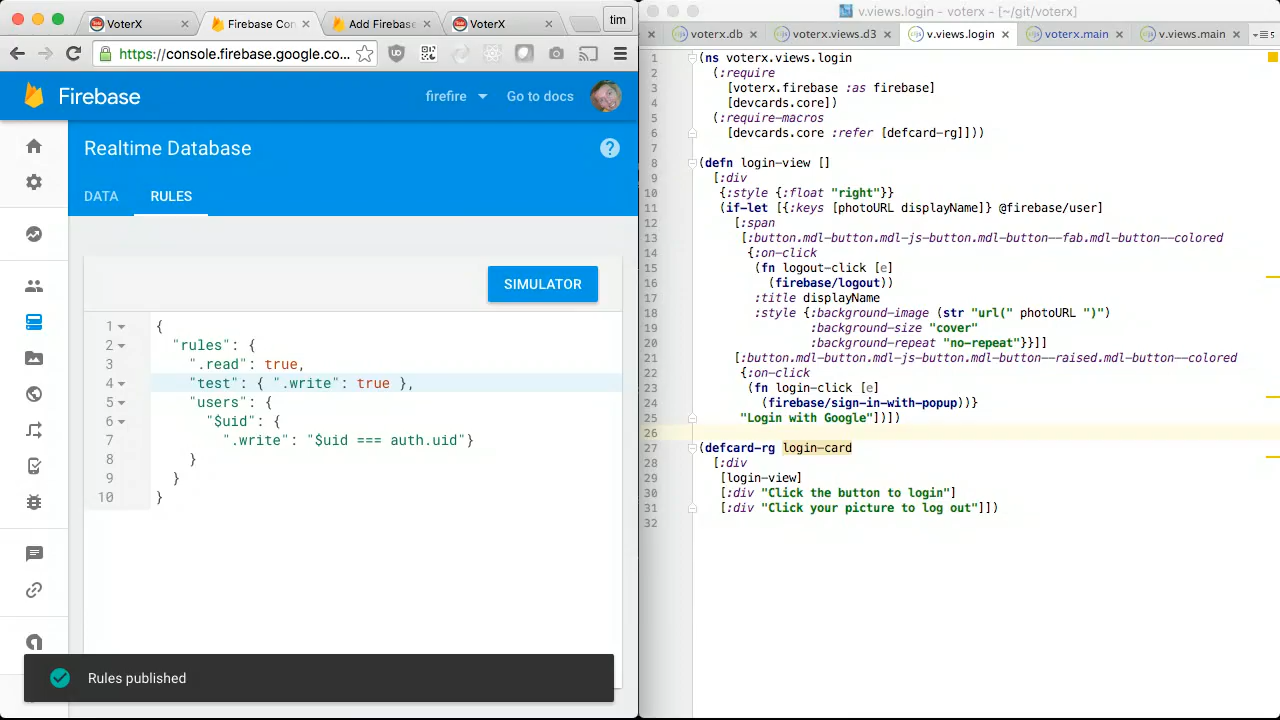 VoterX
Firebase Con
Add Firebase
VoterX
tim
https://console.firebase.google.co...
Firebase
firefire
Go to docs
Realtime Database
?
DATA
RULES
SIMULATOR
1 {
2 "rules": {
3 ".read": true,
4 "test": { ".write": true },
5 "users": {
6 "$uid": {
7 ".write": "$uid === auth.uid"}
8 }
9 }
10 }
Rules published
v.views.login - voterx - [~/git/voterx]
voterx.db
voterx.views.d3
v.views.login
voterx.main
v.views.main
5
1 (ns voterx.views.login
2 (:require
3 [voterx.firebase :as firebase]
4 [devcards.core])
5 (:require-macros
6 [devcards.core :refer [defcard-rg]]))
7
8 (defn login-view []
9 [:div
10 {:style {:float "right"}}
11 (if-let [{:keys [photoURL displayName]} @firebase/user]
12 [:span
13 [:button.mdl-button.mdl-js-button.mdl-button--fab.mdl-button--colored
14 {:on-click
15 (fn logout-click [e]
16 (firebase/logout))
17 :title displayName
18 :style {:background-image (str "url(" photoURL ")")
19 :background-size "cover"
20 :background-repeat "no-repeat"}}]]
21 [:button.mdl-button.mdl-js-button.mdl-button--raised.mdl-button--colored
22 {:on-click
23 (fn login-click [e]
24 (firebase/sign-in-with-popup))}
25 "Login with Google"])])
26
27 (defcard-rg login-card
28 [:div
29 [login-view]
30 [:div "Click the button to login"]
31 [:div "Click your picture to log out"]])
32